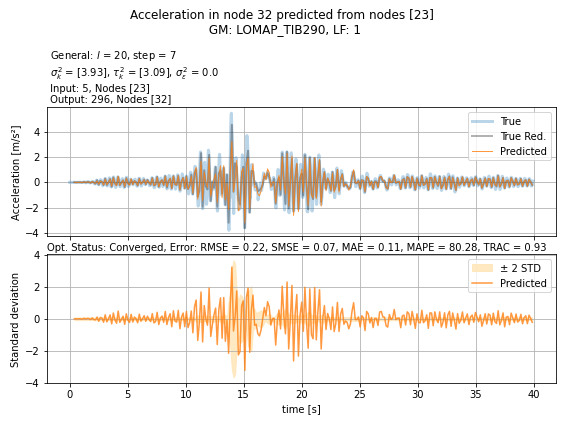 Acceleration in node 32 predicted from nodes [23]
GM: LOMAP_TIB290, LF: 1
General: l = 20, step = 7
σ²ₖ = [3.93], τ²ₖ = [3.09], σ²ε = 0.0
Input: 5, Nodes [23]
Output: 296, Nodes [32]
Acceleration [m/s²]
4
2
0
−2
−4
True
True Red.
Predicted
Opt. Status: Converged, Error: RMSE = 0.22, SMSE = 0.07, MAE = 0.11, MAPE = 80.28, TRAC = 0.93
Standard deviation
4
2
0
−2
−4
± 2 STD
Predicted
0 5 10 15 20 25 30 35 40
time [s]